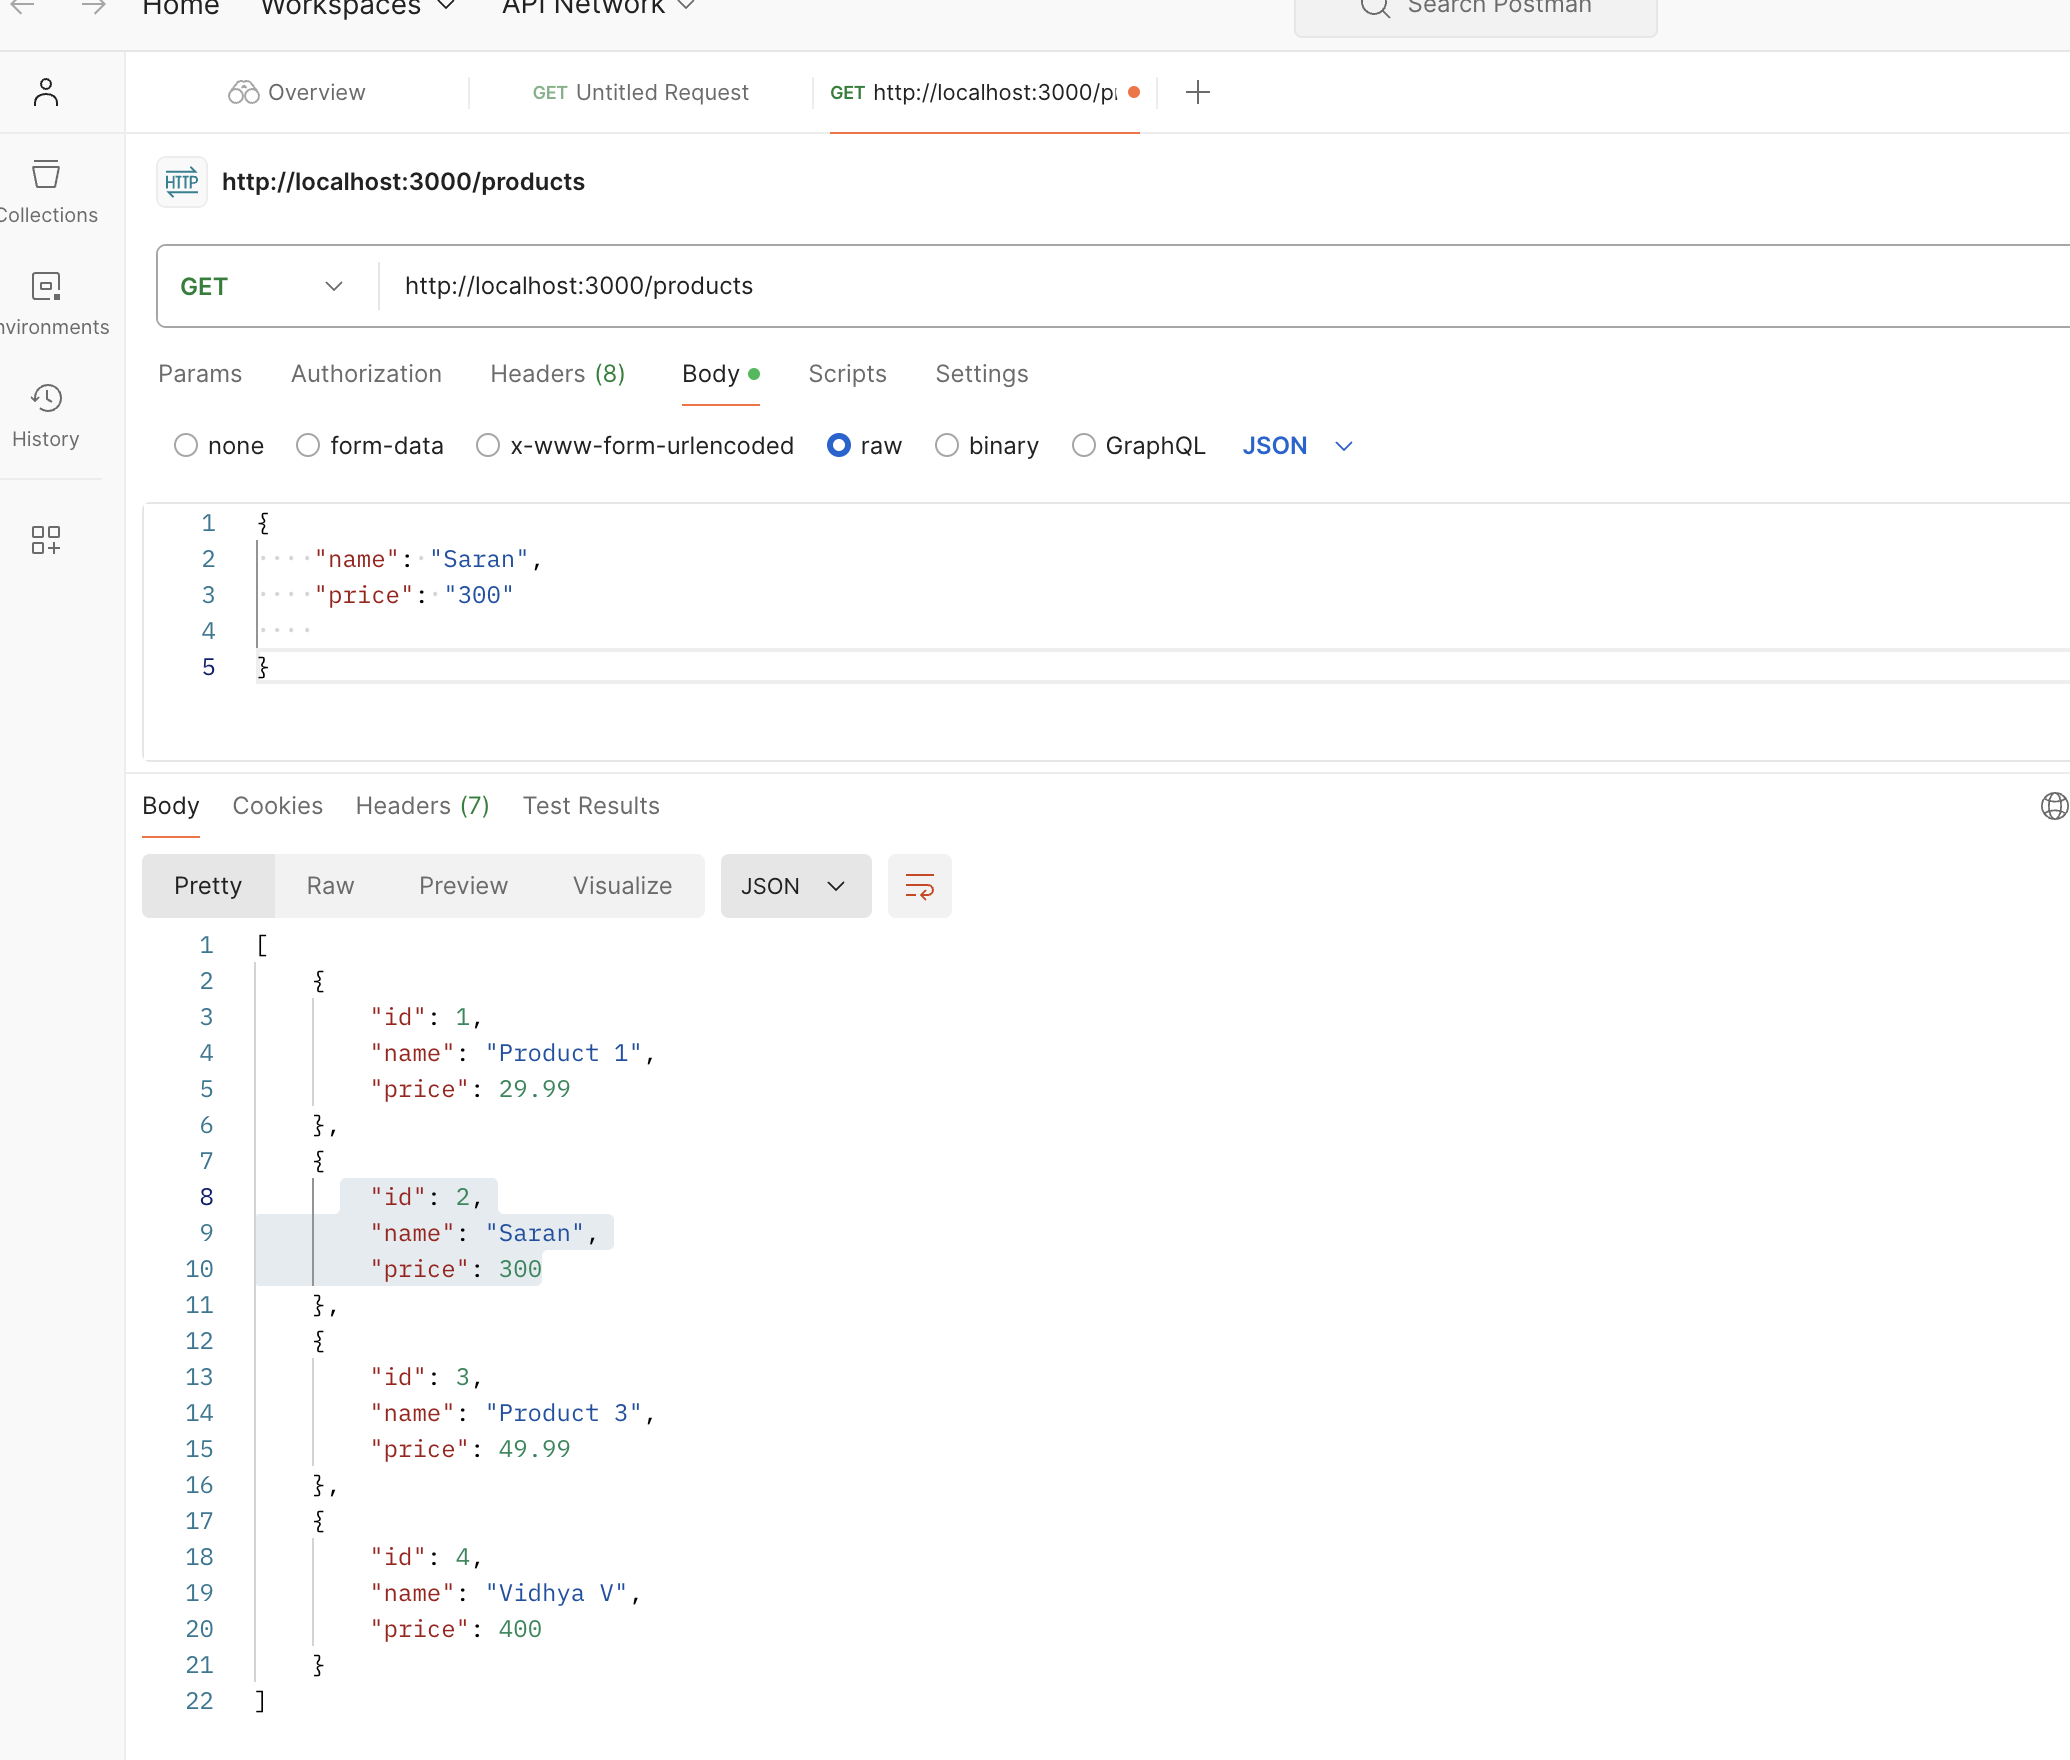 Home Workspaces API Network Search Postman
Overview GET Untitled Request GET http://localhost:3000/pr
Collections
HTTP http://localhost:3000/products
nvironments
GET http://localhost:3000/products
History
Params Authorization Headers (8) Body Scripts Settings
none form-data x-www-form-urlencoded raw binary GraphQL JSON
1 {
2 "name": "Saran",
3 "price": "300"
4
5 }
Body Cookies Headers (7) Test Results
Pretty Raw Preview Visualize JSON
1 [
2 {
3 "id": 1,
4 "name": "Product 1",
5 "price": 29.99
6 },
7 {
8 "id": 2,
9 "name": "Saran",
10 "price": 300
11 },
12 {
13 "id": 3,
14 "name": "Product 3",
15 "price": 49.99
16 },
17 {
18 "id": 4,
19 "name": "Vidhya V",
20 "price": 400
21 }
22 ]